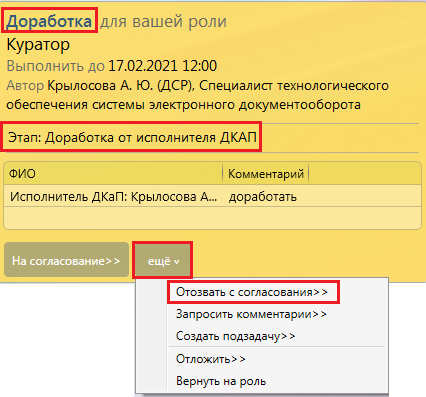 Доработка для вашей роли
Куратор
Выполнить до 17.02.2021 12:00
Автор Крылосова А. Ю. (ДСР), Специалист технологического
обеспечения системы электронного документооборота
Этап: Доработка от исполнителя ДКАП
ФИО Комментарий
Исполнитель ДКаП: Крылосова А... доработать
На согласование>> ещё v
Отозвать с согласования>>
Запросить комментарии>>
Создать подзадачу>>
Отложить>>
Вернуть на роль